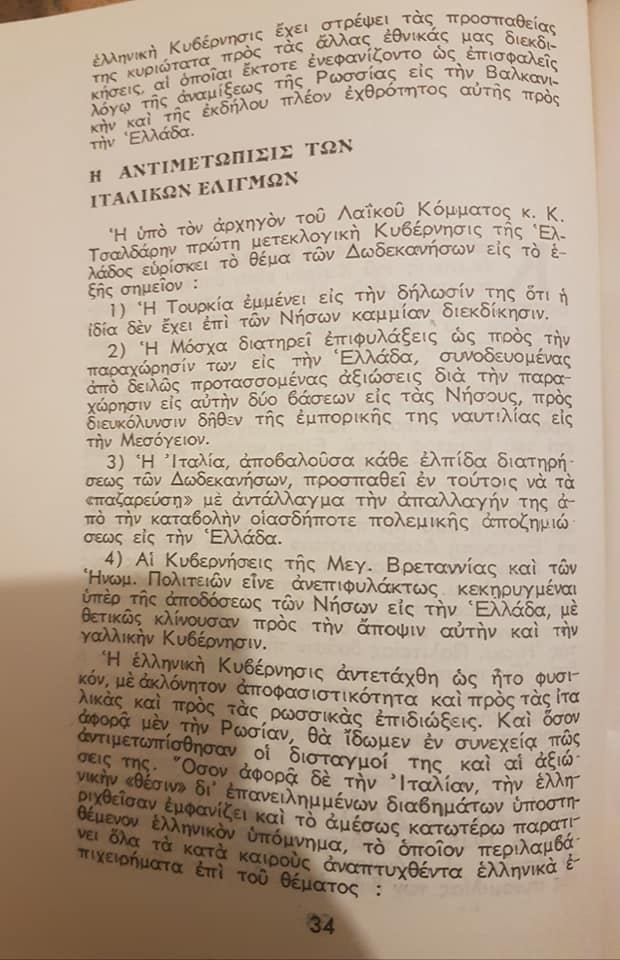 ἑλληνικὴ Κυβέρνησις ἔχει στρέψει τὰς προσπαθείας
της κυριώτατα πρὸς τὰς ἄλλας ἐθνικάς μας διεκδι-
κήσεις, αἱ ὁποῖαι ἔκτοτε ἐνεφανίζοντο ὡς ἐπισφαλεῖς
λόγῳ τῆς ἀναμίξεως τῆς Ρωσσίας εἰς τὴν Βαλκανι-
κὴν καὶ τῆς ἐκδήλου πλέον ἐχθρότητος αὐτῆς πρὸς
τὴν Ἑλλάδα.
Η ΑΝΤΙΜΕΤΩΠΙΣΙΣ ΤΩΝ
ΙΤΑΛΙΚΩΝ ΕΛΙΓΜΩΝ
Ἡ ὑπὸ τὸν ἀρχηγὸν τοῦ Λαϊκοῦ Κόμματος κ. Κ.
Τσαλδάρην πρώτη μετεκλογικὴ Κυβέρνησις τῆς Ἑλ-
λάδος εὑρίσκει τὸ θέμα τῶν Δωδεκανήσων εἰς τὸ ἑ-
ξῆς σημεῖον :
1) Ἡ Τουρκία ἐμμένει εἰς τὴν δήλωσίν της ὅτι ἡ
ἰδία δὲν ἔχει ἐπὶ τῶν Νήσων καμμίαν διεκδίκησιν.
2) Ἡ Μόσχα διατηρεῖ ἐπιφυλάξεις ὡς πρὸς τὴν
παραχώρησίν των εἰς τὴν Ἑλλάδα, συνοδευομένας
ἀπὸ δειλῶς προτασσομένας ἀξιώσεις διὰ τὴν παρα-
χώρησιν εἰς αὐτὴν δύο βάσεων εἰς τὰς Νήσους, πρὸς
διευκόλυνσιν δῆθεν τῆς ἐμπορικῆς της ναυτιλίας εἰς
τὴν Μεσόγειον.
3) Ἡ Ἰταλία, ἀποβαλοῦσα κάθε ἐλπίδα διατηρή-
σεως τῶν Δωδεκανήσων, προσπαθεῖ ἐν τούτοις νὰ τὰ
«παζαρεύσῃ» μὲ ἀντάλλαγμα τὴν ἀπαλλαγήν της ἀ-
πὸ τὴν καταβολὴν οἱασδήποτε πολεμικῆς ἀποζημιώ-
σεως εἰς τὴν Ἑλλάδα.
4) Αἱ Κυβερνήσεις τῆς Μεγ. Βρεταννίας καὶ τῶν
Ἡνωμ. Πολιτειῶν εἶνε ἀνεπιφυλάκτως κεκηρυγμέναι
ὑπὲρ τῆς ἀποδόσεως τῶν Νήσων εἰς τὴν Ἑλλάδα, μὲ
θετικῶς κλίνουσαν πρὸς τὴν ἄποψιν αὐτὴν καὶ τὴν
γαλλικὴν Κυβέρνησιν.
Ἡ ἑλληνικὴ Κυβέρνησις ἀντετάχθη ὡς ἦτο φυσι-
κόν, μὲ ἀκλόνητον ἀποφασιστικότητα καὶ πρὸς τὰς ἰτα
λικὰς καὶ πρὸς τὰς ρωσσικὰς ἐπιδιώξεις. Καὶ ὅσον
ἀφορᾷ μὲν τὴν Ρωσίαν, θὰ ἴδωμεν ἐν συνεχείᾳ πῶς
ἀντιμετωπίσθησαν οἱ δισταγμοί της καὶ αἱ ἀξιώ-
σεις της. Ὅσον ἀφορᾷ δὲ τὴν Ἰταλίαν, τὴν ἑλλη-
νικὴν «θέσιν» δι' ἐπανειλημμένων διαβημάτων ὑποστη-
ριχθεῖσαν ἐμφανίζει καὶ τὸ ἀμέσως κατωτέρω παρατι-
θέμενον ἑλληνικὸν ὑπόμνημα, τὸ ὁποῖον περιλαμβά-
νει ὅλα τὰ κατὰ καιροὺς ἀναπτυχθέντα ἑλληνικὰ ἐ-
πιχειρήματα ἐπὶ τοῦ θέματος :
34